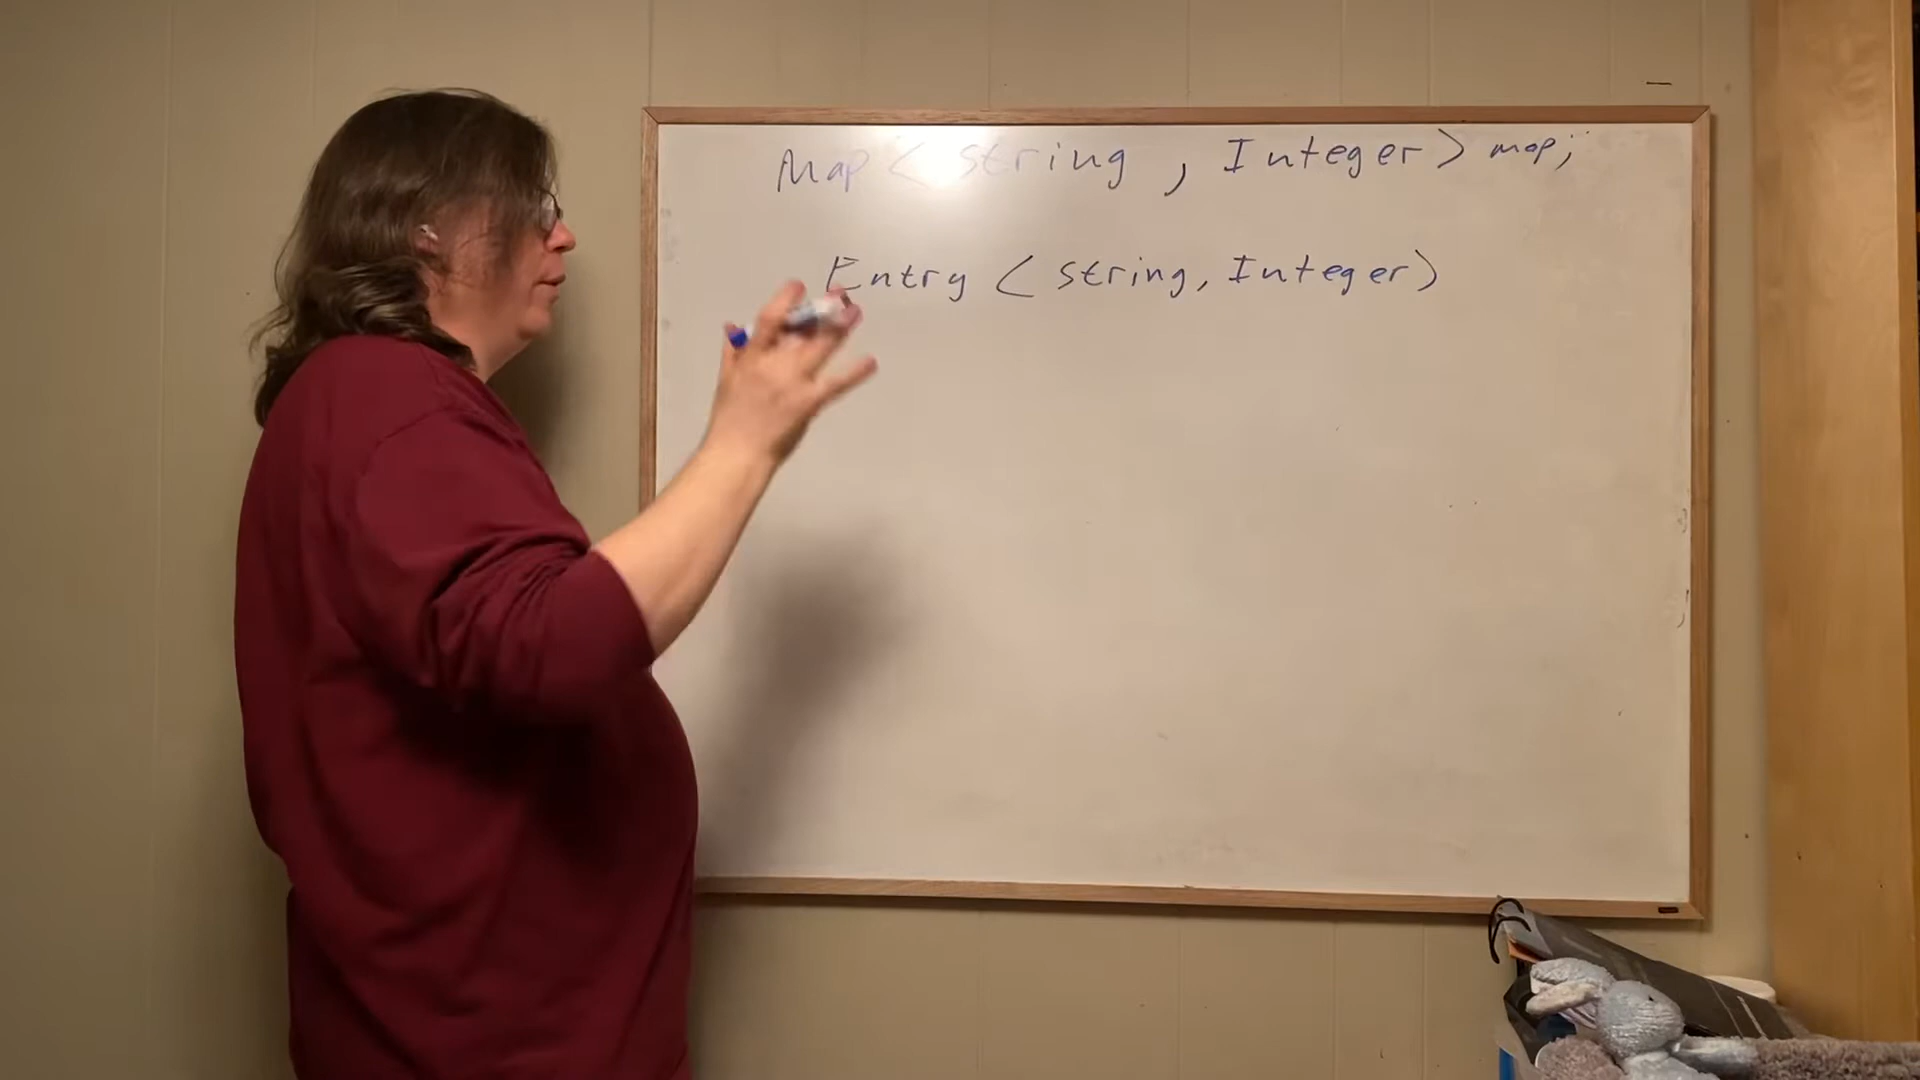 Map < string , Integer > map;
Entry ( string, Integer )